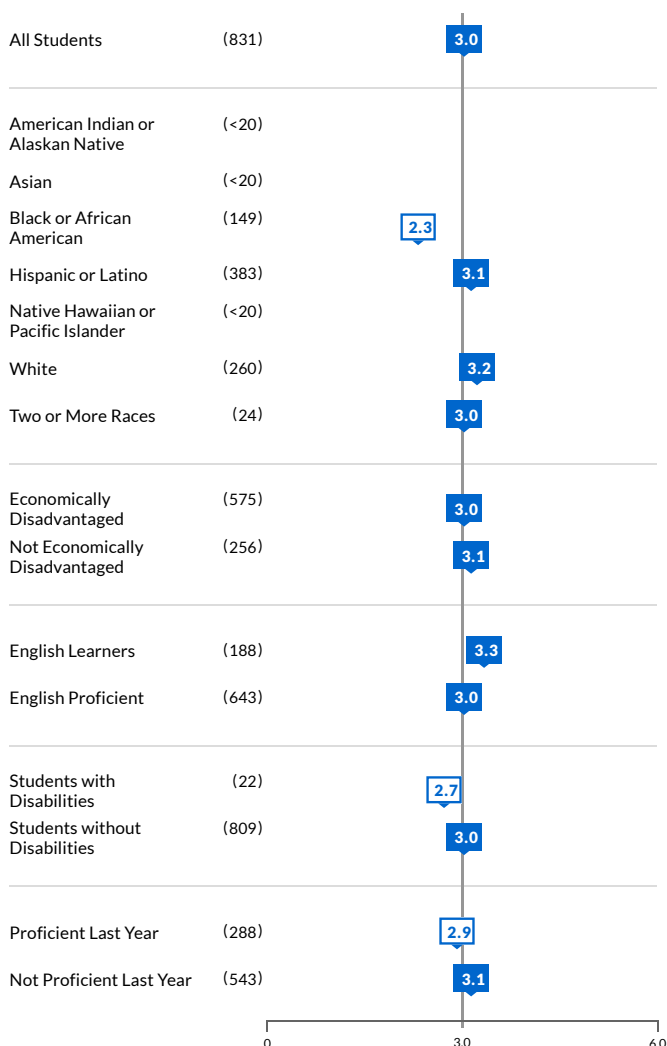 All Students (831) 3.0
American Indian or (<20)
Alaskan Native
Asian (<20)
Black or African (149) 2.3
American
Hispanic or Latino (383) 3.1
Native Hawaiian or (<20)
Pacific Islander
White (260) 3.2
Two or More Races (24) 3.0
Economically (575) 3.0
Disadvantaged
Not Economically (256) 3.1
Disadvantaged
English Learners (188) 3.3
English Proficient (643) 3.0
Students with (22) 2.7
Disabilities
Students without (809) 3.0
Disabilities
Proficient Last Year (288) 2.9
Not Proficient Last Year (543) 3.1
0 3.0 6.0